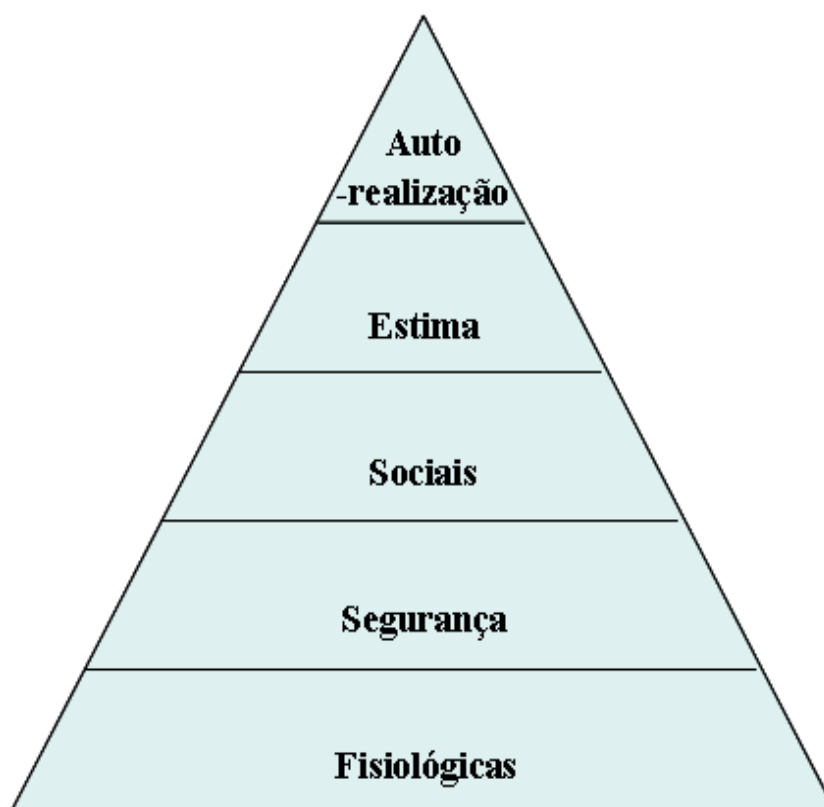 Auto
-realização
Estima
Sociais
Segurança
Fisiológicas